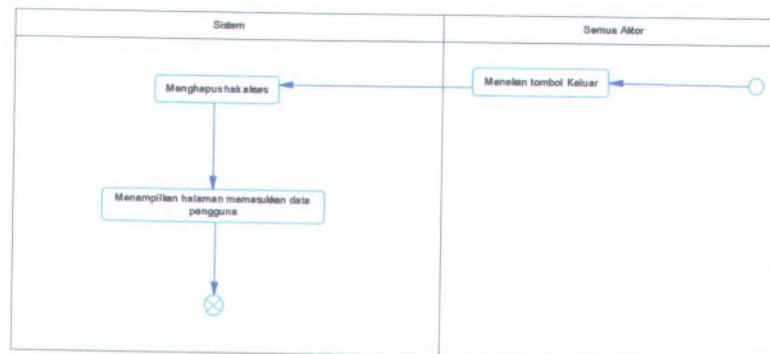 Sistem
Semua Aktor
Menekan tombol Keluar
Menghapus hak akses
Menampilkan halaman memasukkan data
pengguna